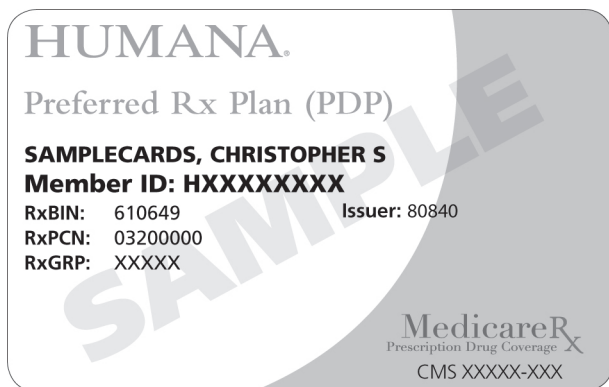 HUMANA®
Preferred Rx Plan (PDP)
SAMPLECARDS, CHRISTOPHER S
Member ID: HXXXXXXXXX
RxBIN: 610649 Issuer: 80840
RxPCN: 03200000
RxGRP: XXXXX
SAMPLE
MedicareRx
Prescription Drug Coverage
CMS XXXXX-XXX